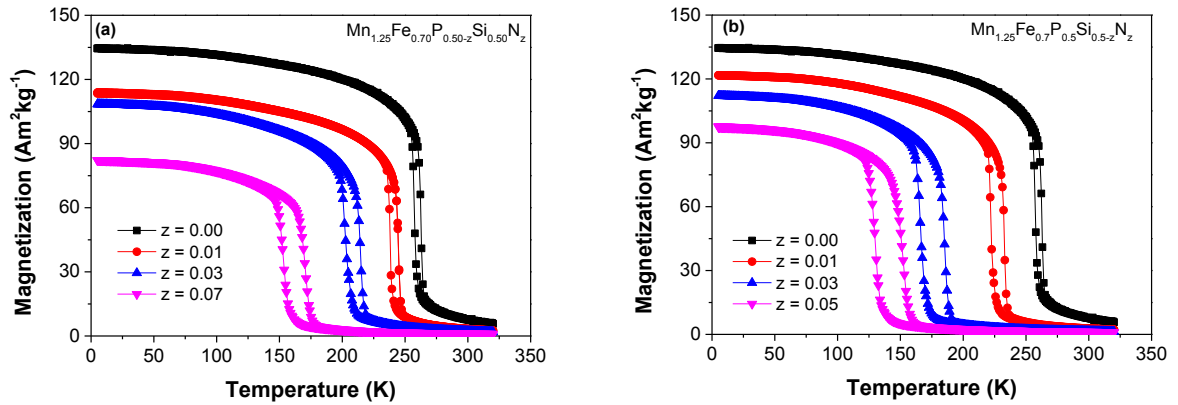 (a)
Mn1.25Fe0.70P0.50-zSi0.50Nz
Magnetization (Am2kg-1)
150
120
90
60
30
0
z = 0.00
z = 0.01
z = 0.03
z = 0.07
0 50 100 150 200 250 300 350
Temperature (K)
(b)
Mn1.25Fe0.7P0.5Si0.5-zNz
Magnetization (Am2kg-1)
150
120
90
60
30
0
z = 0.00
z = 0.01
z = 0.03
z = 0.05
0 50 100 150 200 250 300 350
Temperature (K)